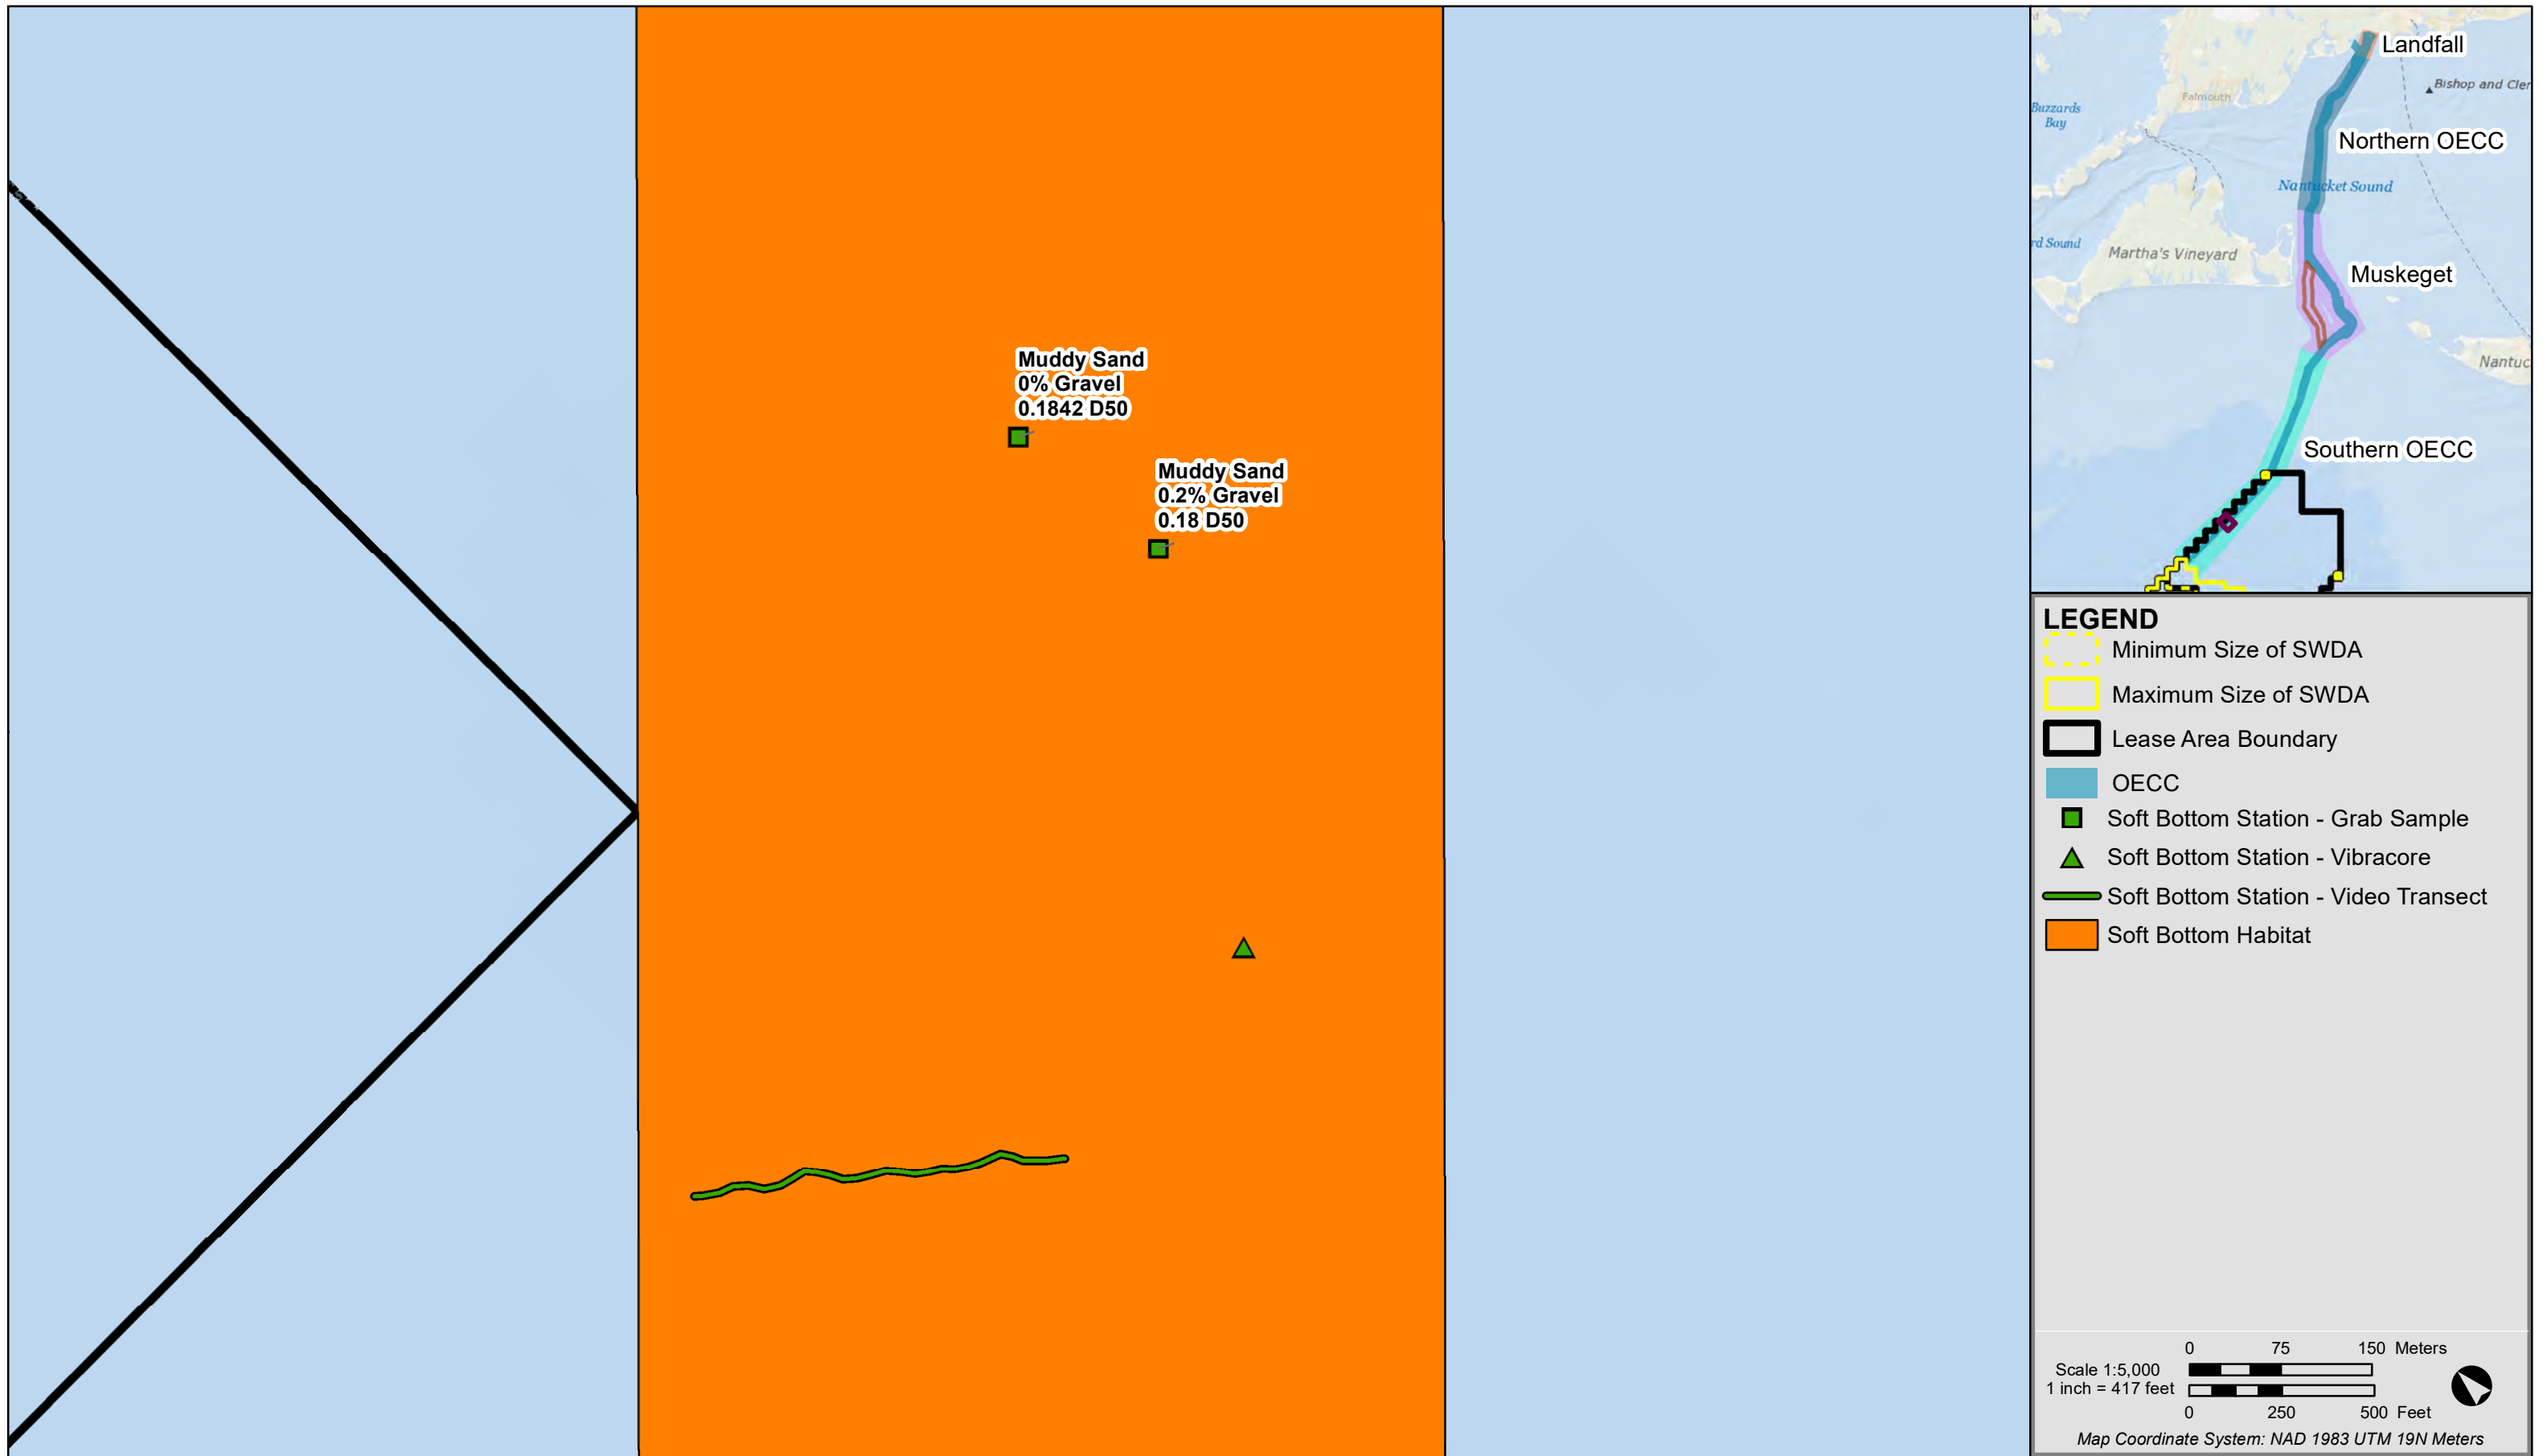 Muddy Sand
0% Gravel
0.1842 D50
Muddy Sand
0.2% Gravel
0.18 D50
Landfall
Bishop and Cler
Falmouth
Buzzards
Bay
Northern OECC
Nantucket Sound
rd Sound
Martha's Vineyard
Muskeget
Nantuc
Southern OECC
LEGEND
Minimum Size of SWDA
Maximum Size of SWDA
Lease Area Boundary
OECC
Soft Bottom Station - Grab Sample
Soft Bottom Station - Vibracore
Soft Bottom Station - Video Transect
Soft Bottom Habitat
0 75 150 Meters
Scale 1:5,000
1 inch = 417 feet
0 250 500 Feet
Map Coordinate System: NAD 1983 UTM 19N Meters